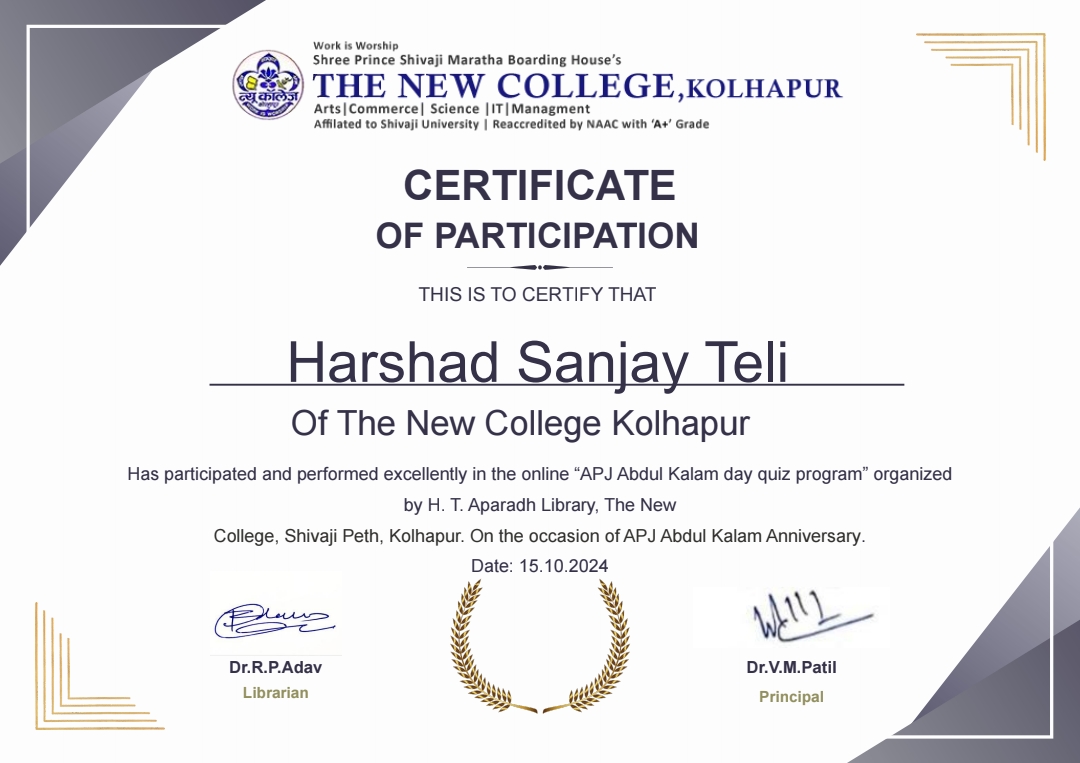 Work is Worship
Shree Prince Shivaji Maratha Boarding House's
THE NEW COLLEGE,KOLHAPUR
Arts|Commerce| Science |IT|Managment
Affilated to Shivaji University | Reaccredited by NAAC with 'A+' Grade
न्यू कॉलेज
CERTIFICATE
OF PARTICIPATION
THIS IS TO CERTIFY THAT
Harshad Sanjay Teli
Of The New College Kolhapur
Has participated and performed excellently in the online “APJ Abdul Kalam day quiz program” organized
by H. T. Aparadh Library, The New
College, Shivaji Peth, Kolhapur. On the occasion of APJ Abdul Kalam Anniversary.
Date: 15.10.2024
Dr.R.P.Adav
Librarian
Dr.V.M.Patil
Principal